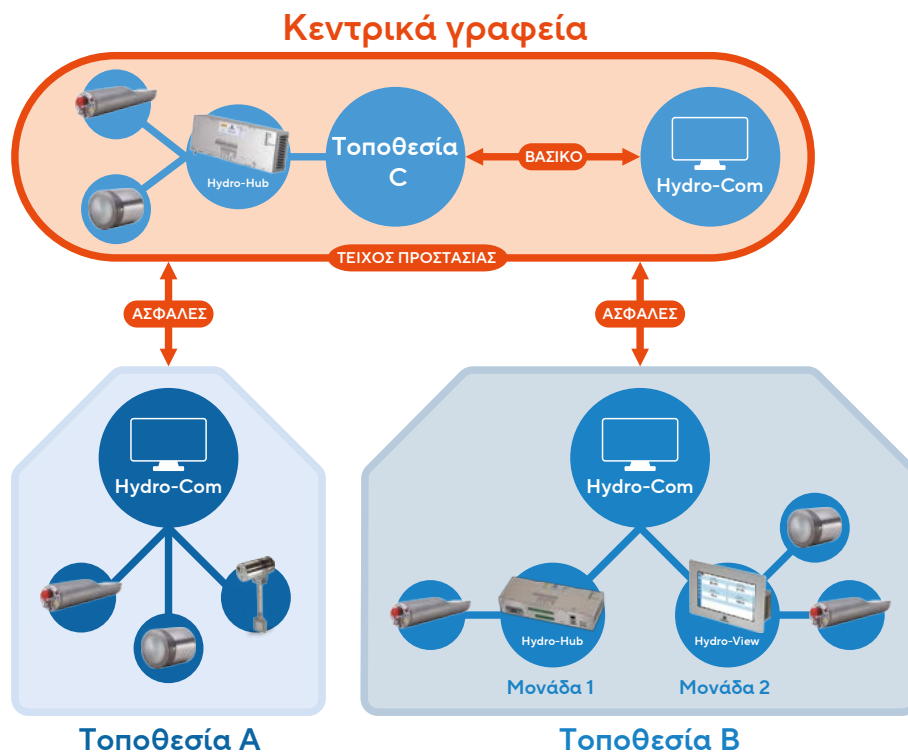 Κεντρικά γραφεία
Hydro-Hub
Τοποθεσία
C
ΒΑΣΙΚΟ
Hydro-Com
ΤΕΙΧΟΣ ΠΡΟΣΤΑΣΙΑΣ
ΑΣΦΑΛΕΣ
ΑΣΦΑΛΕΣ
Hydro-Com
Hydro-Com
Hydro-Hub
Hydro-View
Μονάδα 1
Μονάδα 2
Τοποθεσία A
Τοποθεσία B